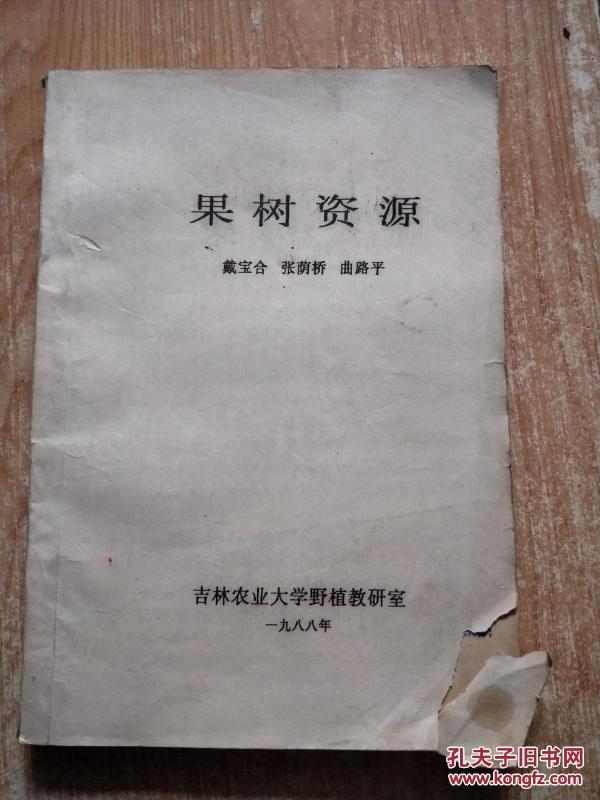 果树资源
戴宝合 张荫桥 曲路平
吉林农业大学野植教研室
一九八八年
孔夫子旧书网
www.kongfz.com